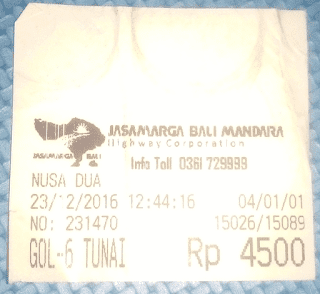 JASAMARGA BALI MANDARA
Highway Corporation
JASAMARGA BALI
Info Toll 0361 729999
NUSA DUA
23/12/2016 12:44:16 04/01/01
NO: 231470 15026/15089
GOL-6 TUNAI Rp 4500